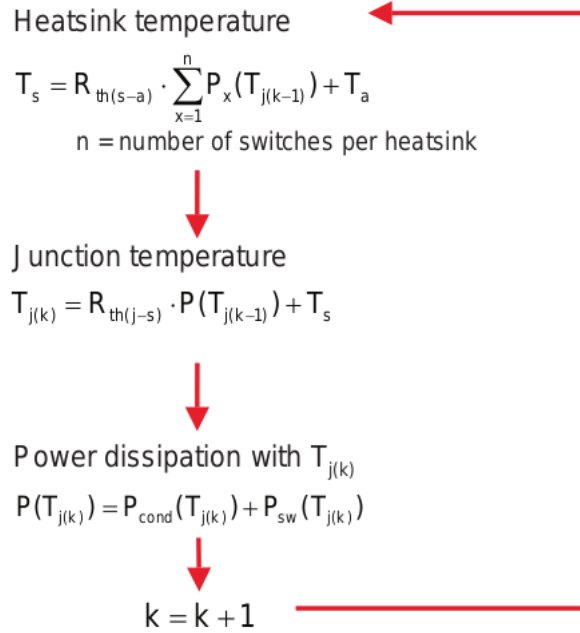 Heatsink temperature
T_s = R_th(s−a) · ∑_{x=1}^{n} P_x(T_j(k−1)) + T_a
n = number of switches per heatsink
Junction temperature
T_j(k) = R_th(j−s) · P(T_j(k−1)) + T_s
Power dissipation with T_j(k)
P(T_j(k)) = P_cond(T_j(k)) + P_sw(T_j(k))
k = k + 1